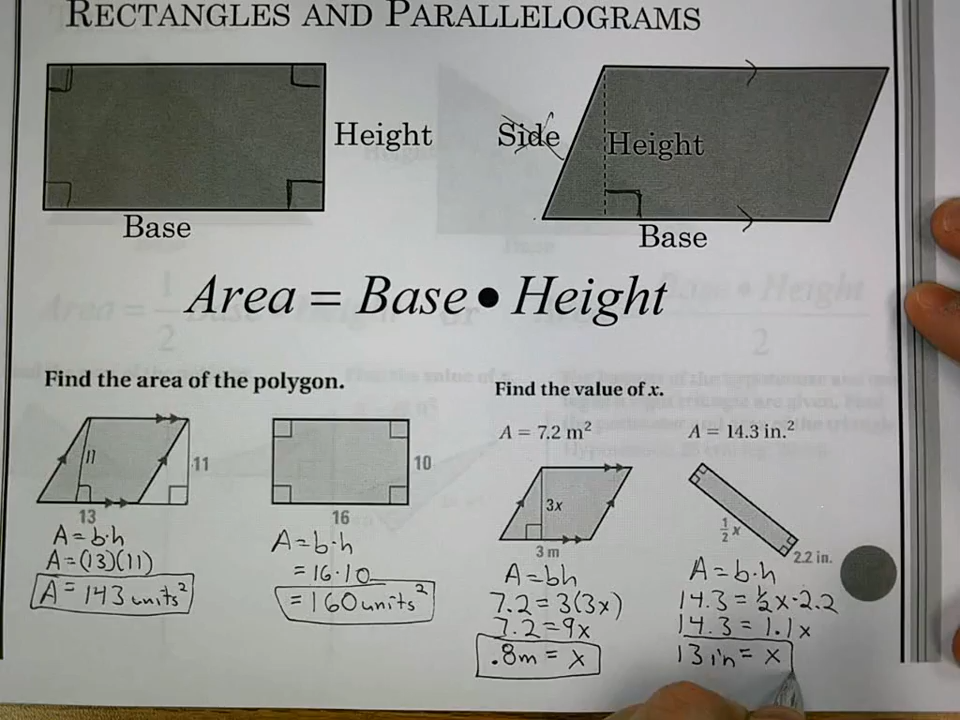 RECTANGLES AND PARALLELOGRAMS
Height
Base
Side
Height
Base
Area = Base • Height
Find the area of the polygon.
11
11
13
A = b·h
A = (13)(11)
A = 143 units²
10
16
A = b·h
= 16·10
= 160 units²
Find the value of x.
A = 7.2 m²
3x
3 m
A = bh
7.2 = 3(3x)
7.2 = 9x
.8m = x
A = 14.3 in.²
1/2 x
2.2 in.
A = b·h
14.3 = 1/2x·2.2
14.3 = 1.1x
13in = x